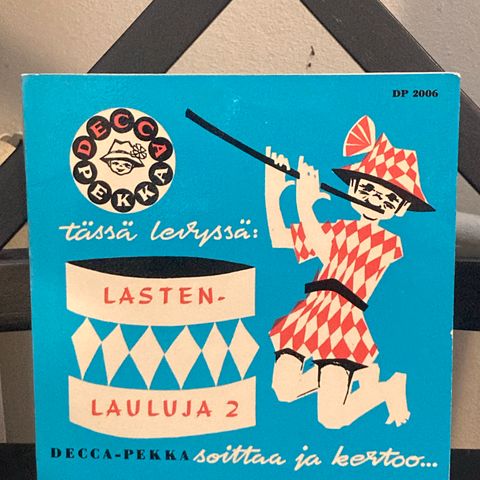 DP 2006
DECCA
PEKKA
tässä levyssä:
LASTEN-
LAULUJA 2
DECCA-PEKKA soittaa ja kertoo...